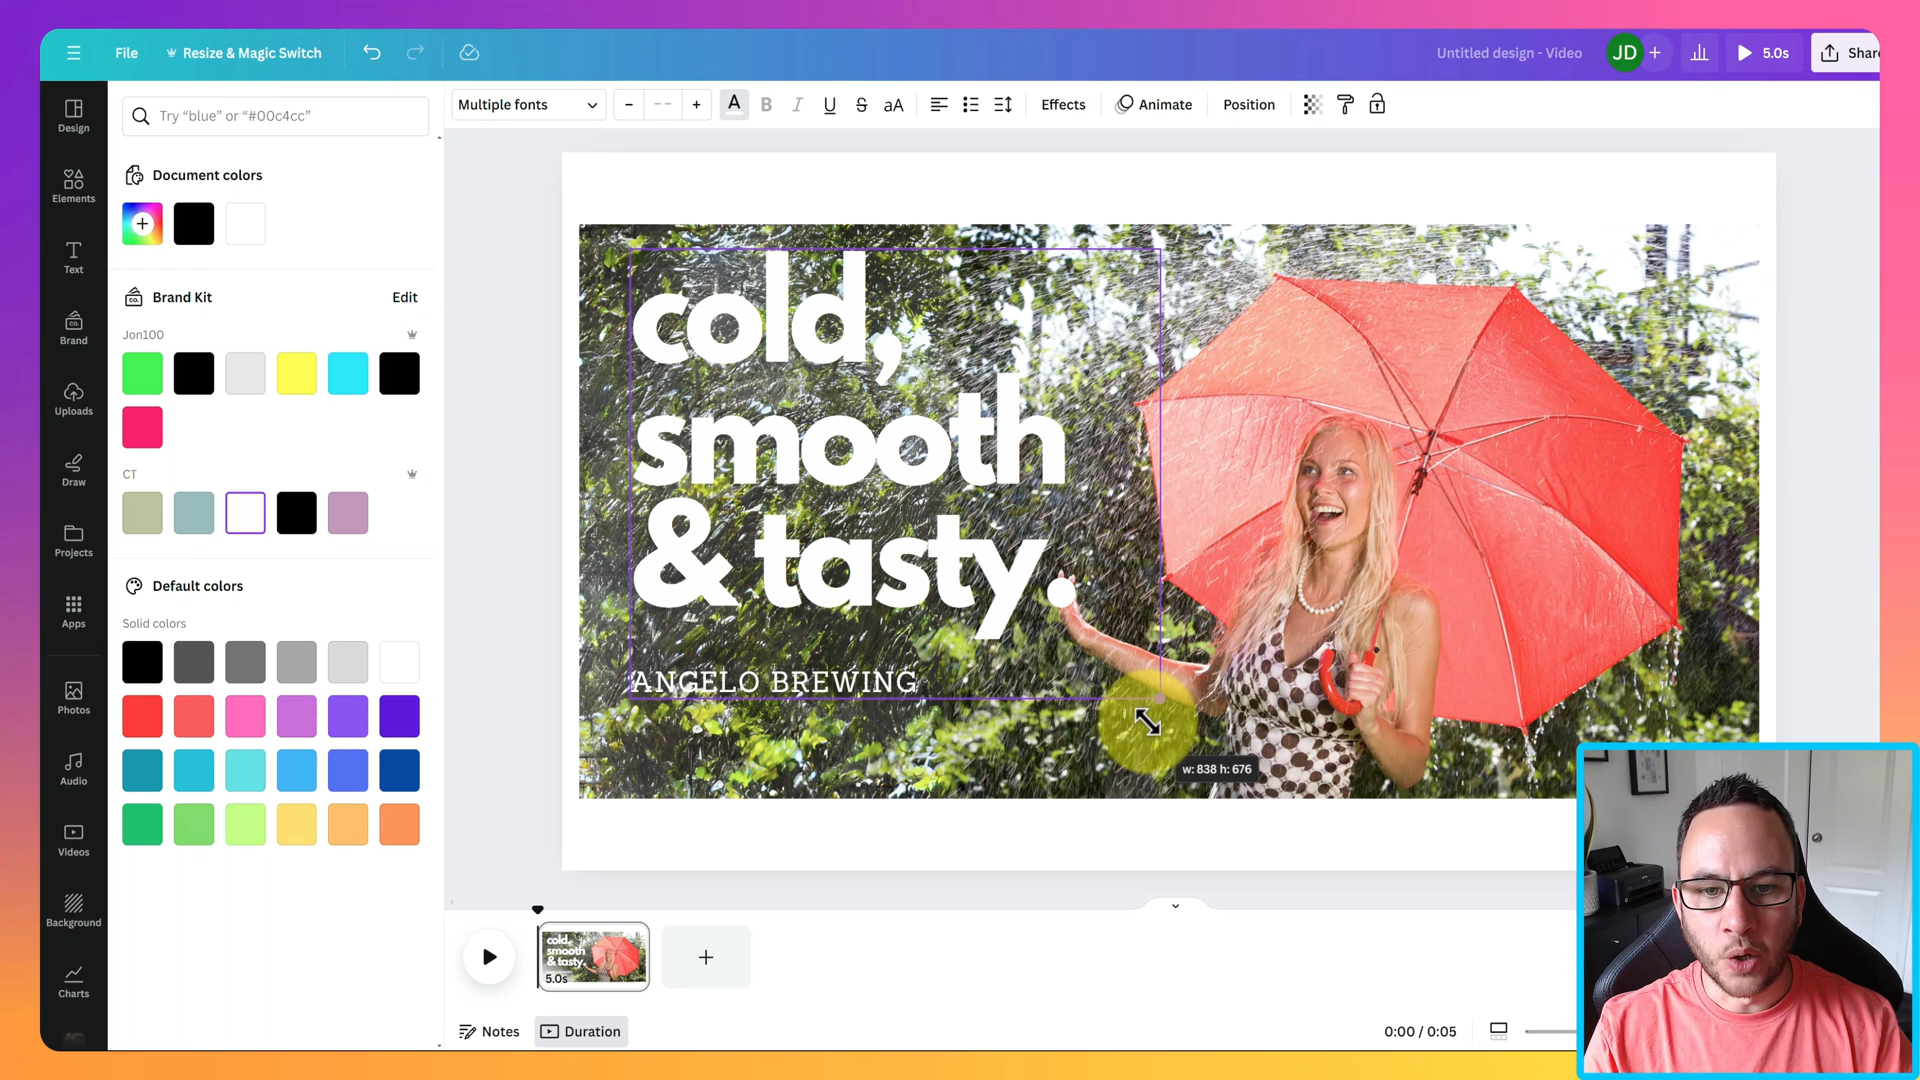 File
Resize & Magic Switch
Untitled design - Video
JD
5.0s
Share
Design
Elements
Text
Brand
Uploads
Draw
Projects
Apps
Photos
Audio
Videos
Background
Charts
Try “blue” or “#00c4cc”
Document colors
CO.
Brand Kit
Edit
Jon100
CT
Default colors
Solid colors
Multiple fonts
- -- +
A B I U S aA
Effects
Animate
Position
cold,
smooth
& tasty.
ANGELO BREWING
w: 838 h: 676
cold,
smooth
& tasty.
5.0s
Notes
Duration
0:00 / 0:05